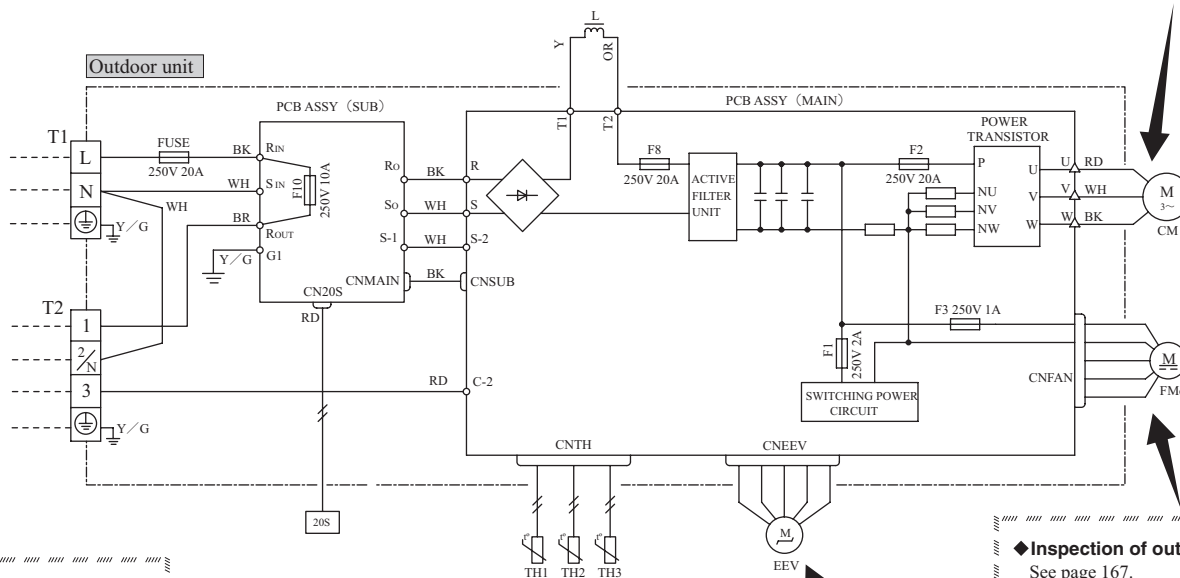 L
Y
OR
Outdoor unit
PCB ASSY (SUB)
PCB ASSY (MAIN)
T1
T2
POWER
TRANSISTOR
T1
L
N
Y/G
FUSE
250V 20A
BK
WH
WH
BR
Y/G
RIN
SIN
ROUT
G1
F10
250V 10A
RO
SO
S-1
CNMAIN
CN20S
BK
WH
WH
BK
R
S
S-2
CNSUB
F8
250V 20A
ACTIVE
FILTER
UNIT
F2
250V 20A
P
NU
NV
NW
U
V
W
U
V
W
RD
WH
BK
M
3~
CM
T2
1
2/N
3
Y/G
RD
RD
C-2
F3 250V 1A
F1
250V 2A
SWITCHING POWER
CIRCUIT
CNFAN
M
CNTH
CNEEV
20S
t°
t°
t°
TH1
TH2
TH3
M
EEV
◆Inspection of out
See page 167.